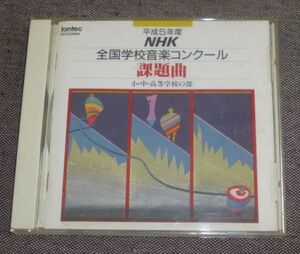 fontec
平成5年度
NHK
全国学校音楽コンクール
課題曲
小・中・高等学校の部